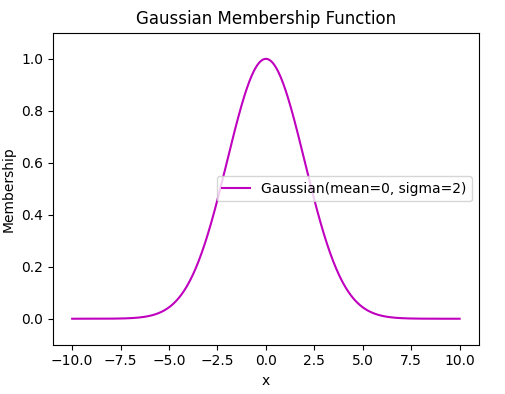 Gaussian Membership Function
Membership
1.0
0.8
0.6
0.4
0.2
0.0
Gaussian(mean=0, sigma=2)
−10.0 −7.5 −5.0 −2.5 0.0 2.5 5.0 7.5 10.0
x